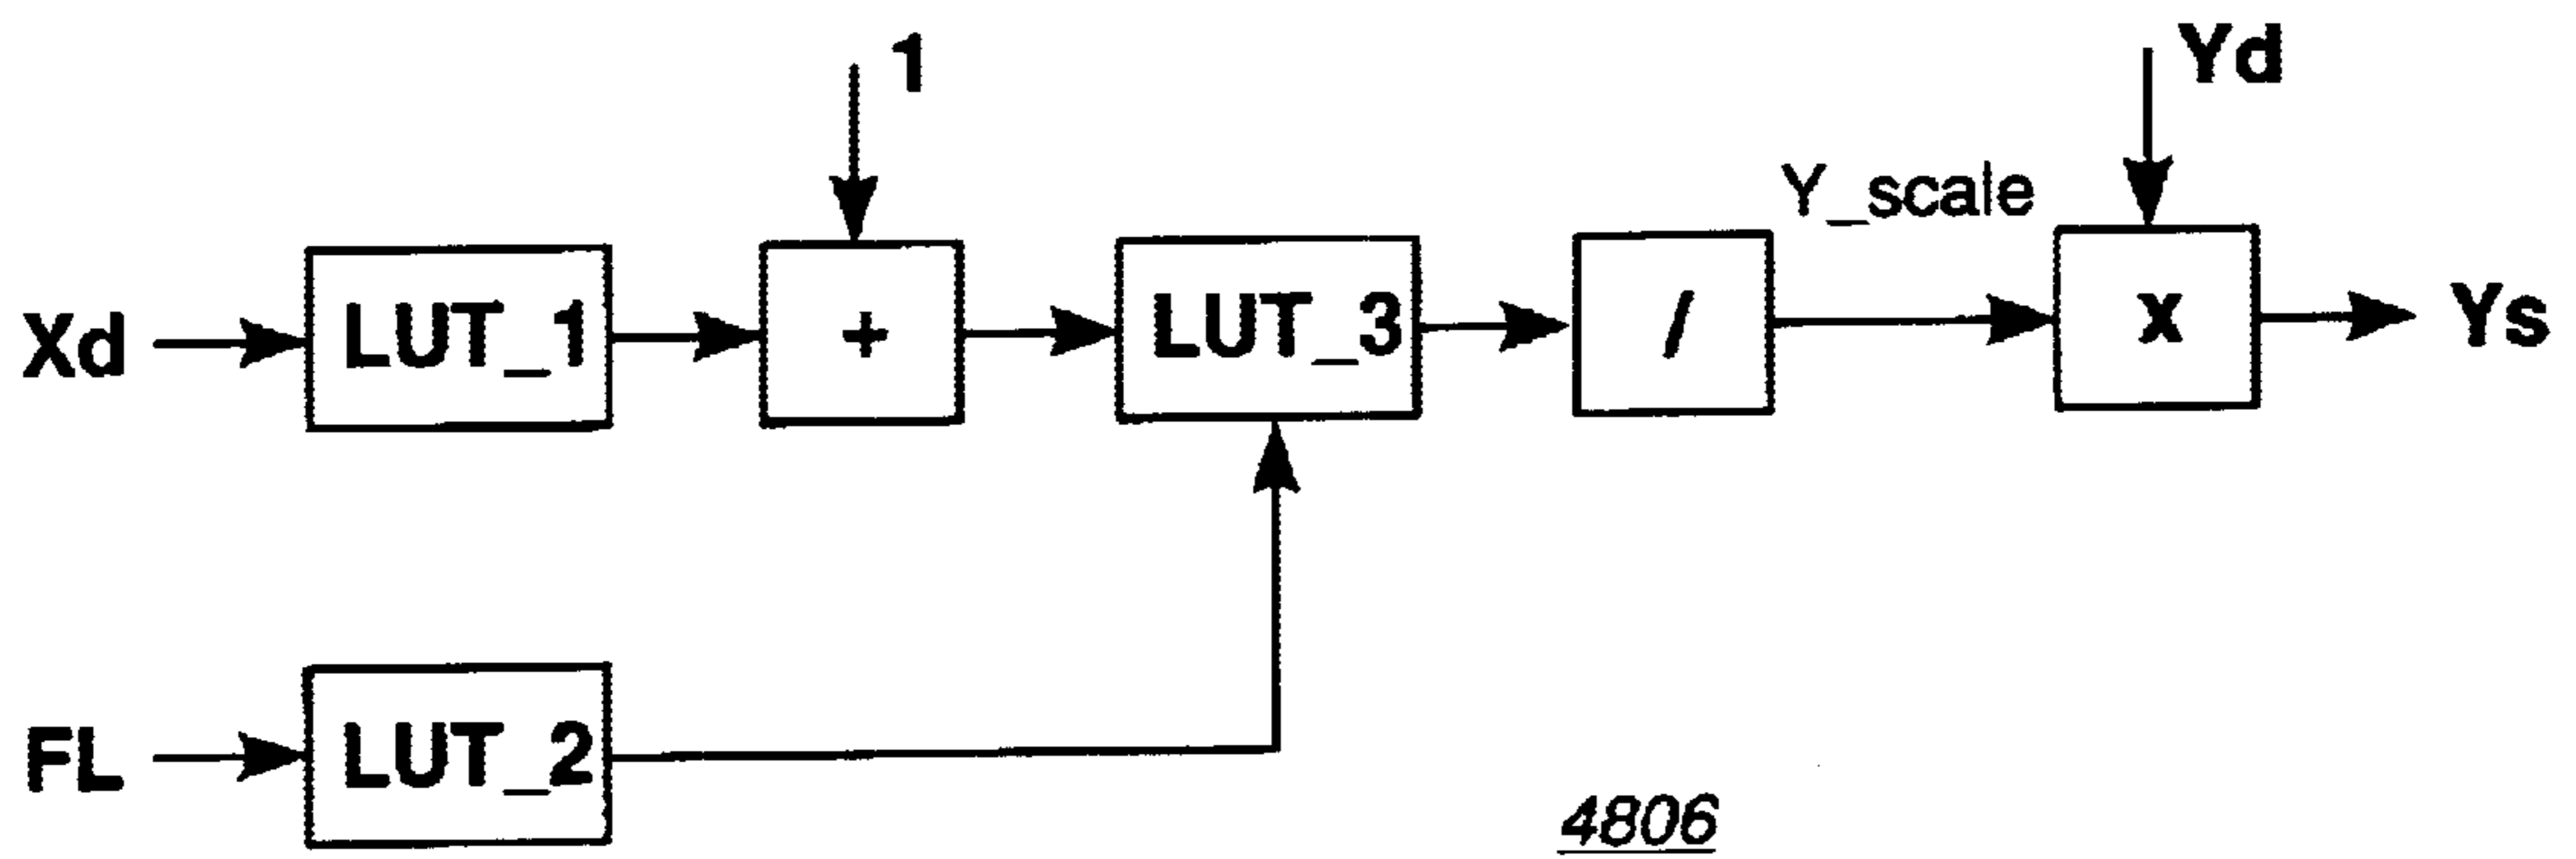 1
Yd
Y_scale
Xd
LUT_1
+
LUT_3
/
x
Ys
FL
LUT_2
4806